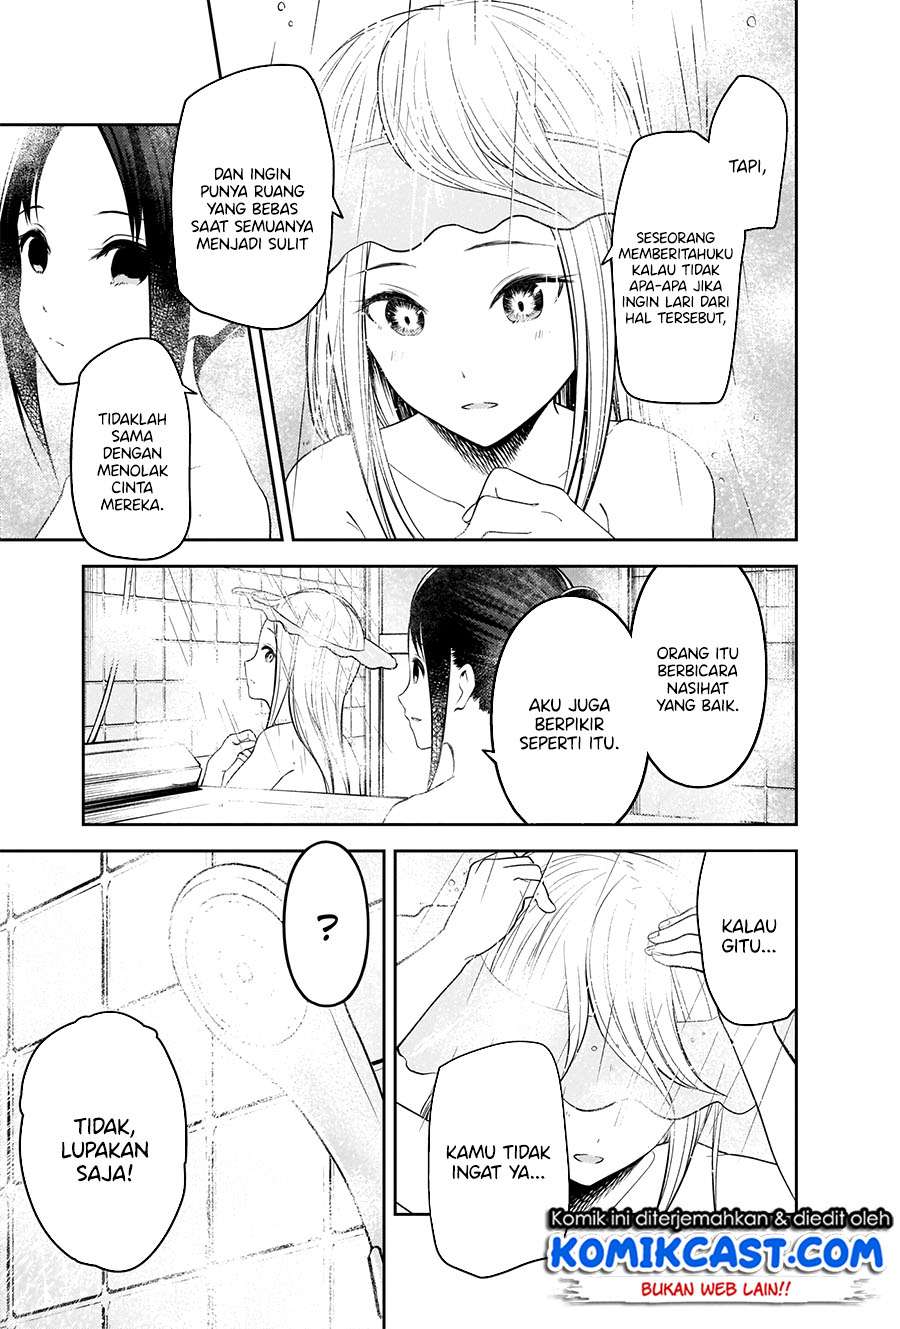 TAPI,
SESEORANG
MEMBERITAHUKU
KALAU TIDAK
APA-APA JIKA
INGIN LARI DARI
HAL TERSEBUT,
DAN INGIN
PUNYA RUANG
YANG BEBAS
SAAT SEMUANYA
MENJADI SULIT
TIDAKLAH
SAMA
DENGAN
MENOLAK
CINTA
MEREKA.
ORANG ITU
BERBICARA
NASIHAT
YANG BAIK.
AKU JUGA
BERPIKIR
SEPERTI ITU.
KALAU
GITU...
KAMU TIDAK
INGAT YA...
?
TIDAK,
LUPAKAN
SAJA!
Komik ini diterjemahkan & diedit oleh
KOMIKCAST.COM
BUKAN WEB LAIN!!